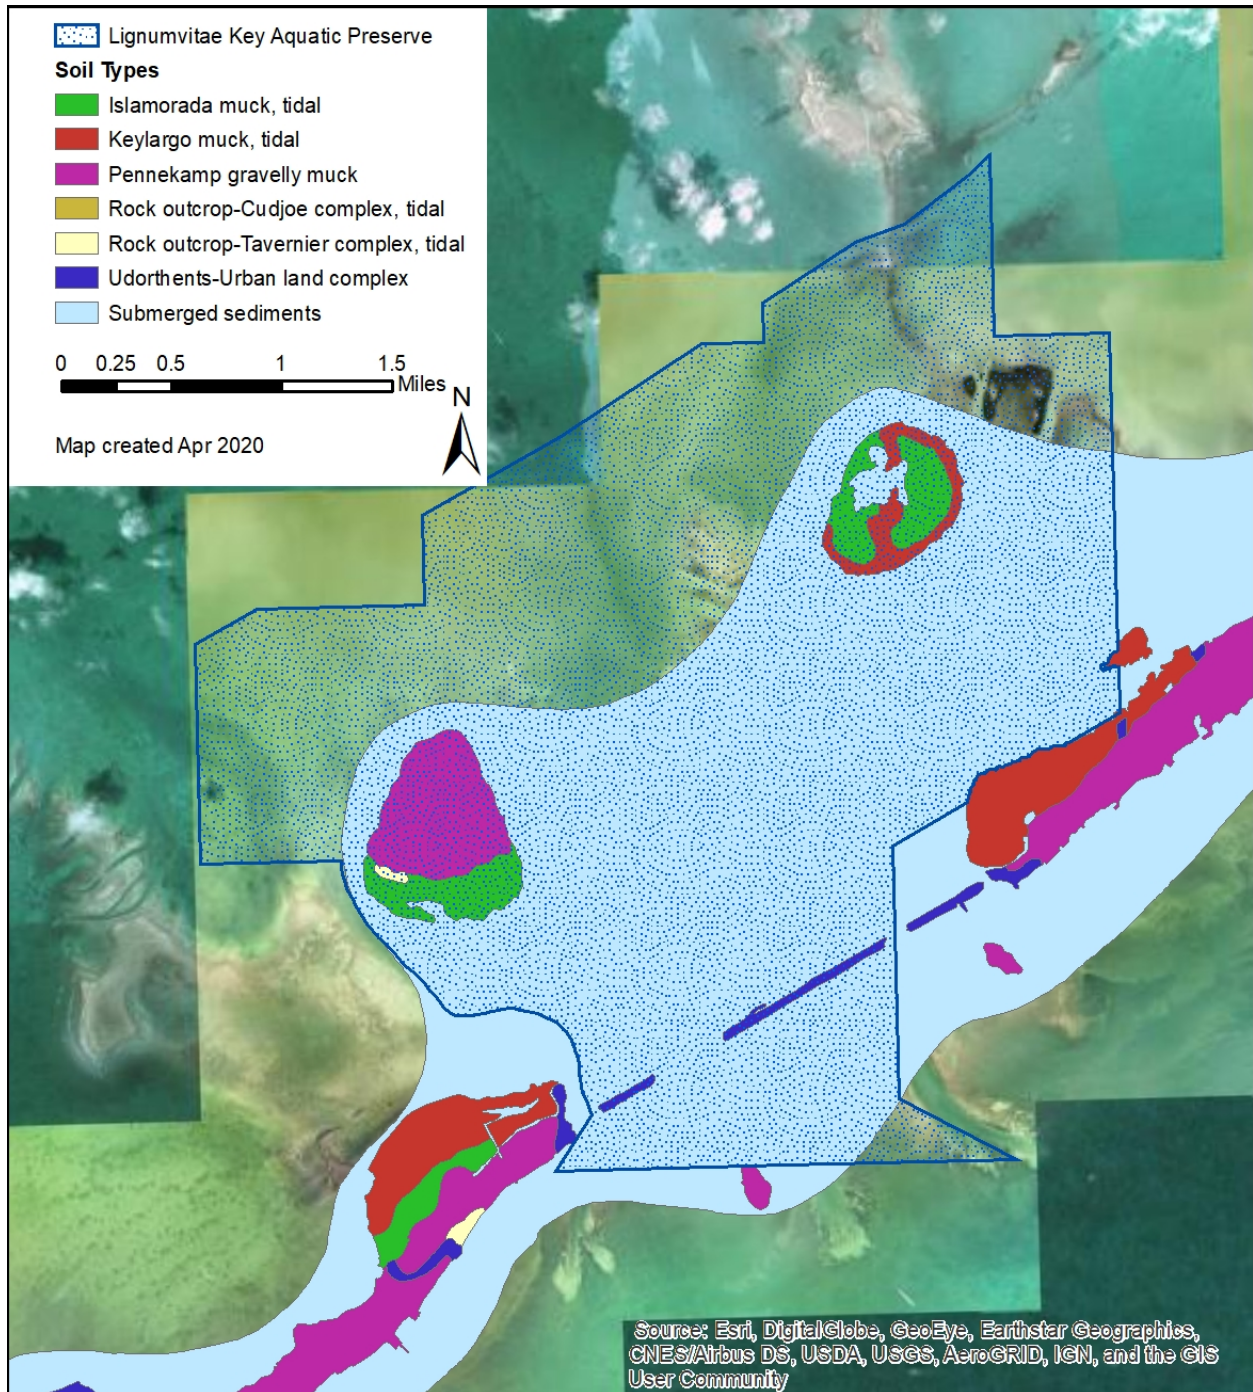 Lignumvitae Key Aquatic Preserve
Soil Types
Islamorada muck, tidal
Keylargo muck, tidal
Pennekamp gravelly muck
Rock outcrop-Cudjoe complex, tidal
Rock outcrop-Tavernier complex, tidal
Udorthents-Urban land complex
Submerged sediments
0 0.25 0.5 1 1.5
Miles
N
Map created Apr 2020
Source: Esri, DigitalGlobe, GeoEye, Earthstar Geographics,
CNES/Airbus DS, USDA, USGS, AeroGRID, IGN, and the GIS
User Community